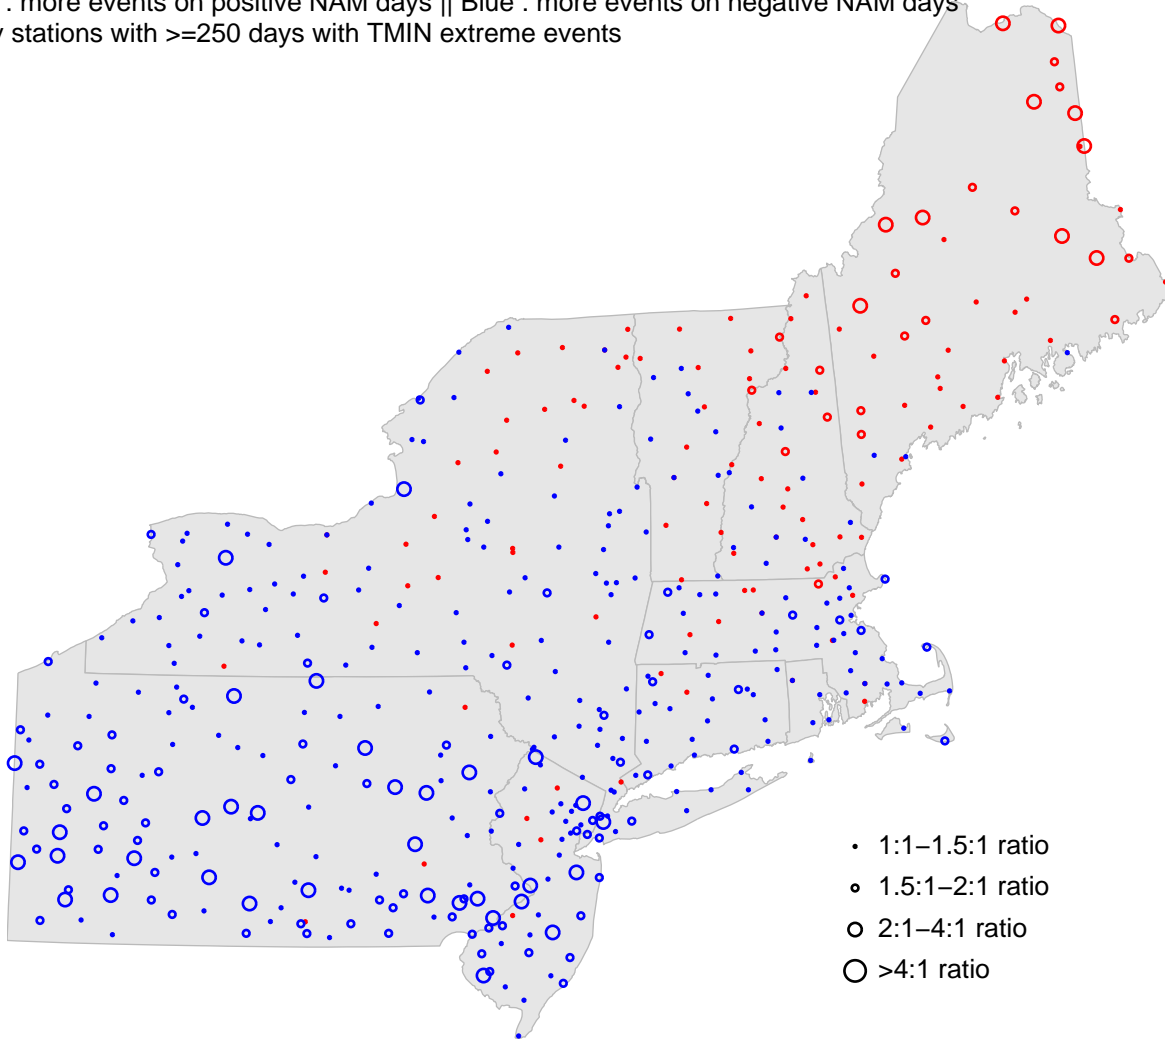 : more events on positive NAM days || Blue : more events on negative NAM days
stations with >=250 days with TMIN extreme events
1:1−1.5:1 ratio
1.5:1−2:1 ratio
2:1−4:1 ratio
>4:1 ratio